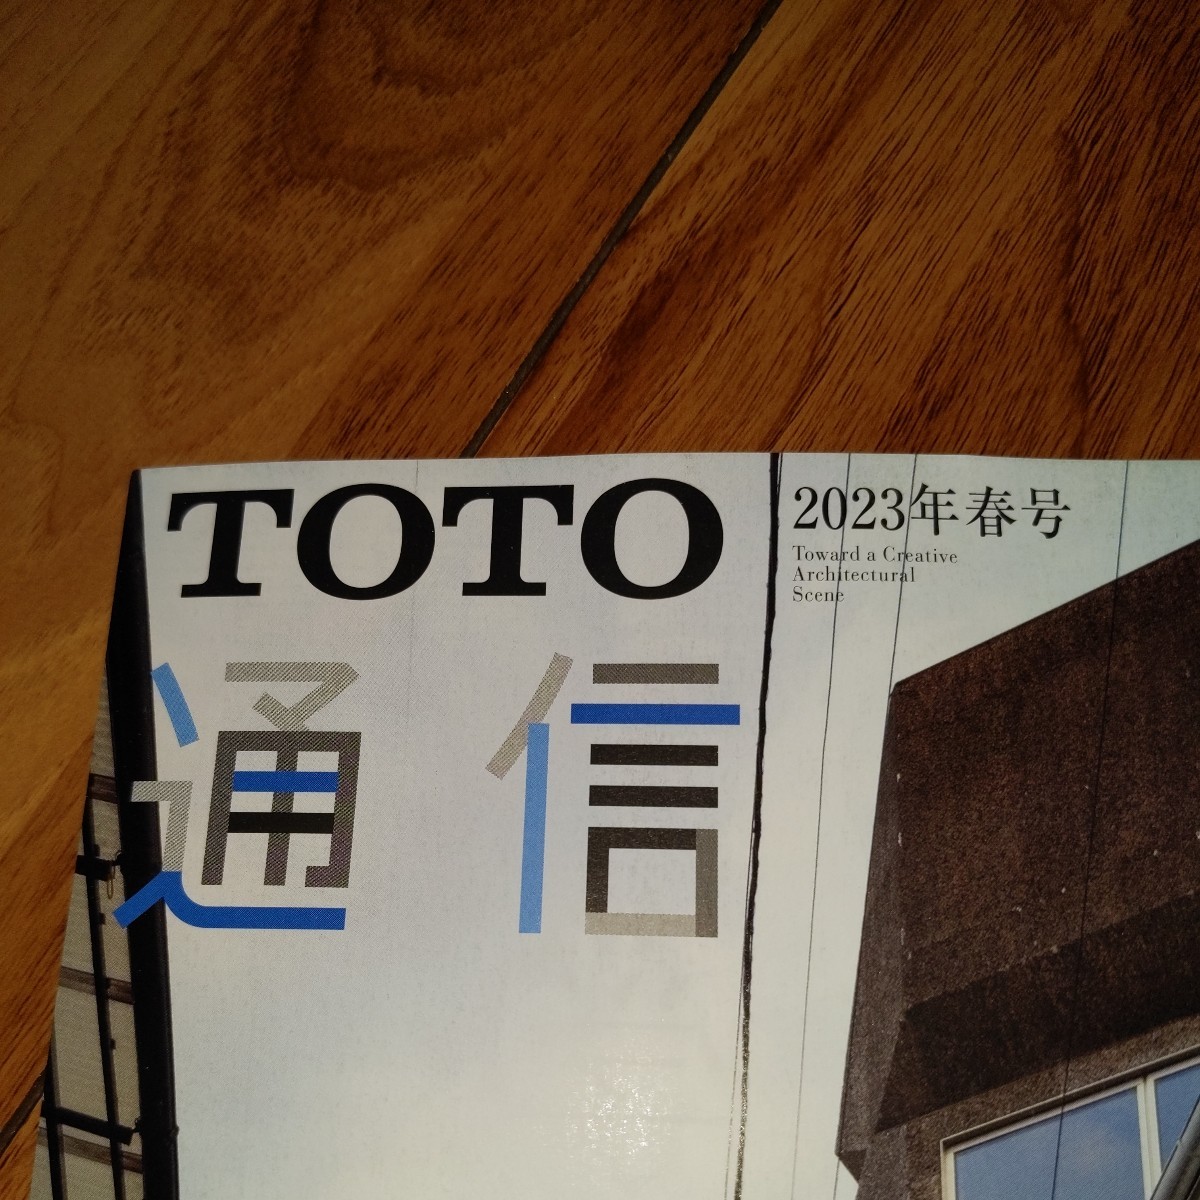 TOTO
通信
2023年春号
Toward a Creative
Architectural
Scene